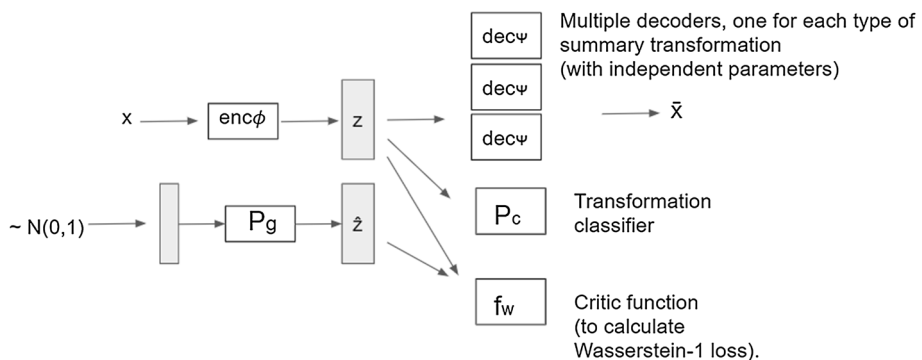 decΨ
Multiple decoders, one for each type of
summary transformation
(with independent parameters)
decΨ
x
encϕ
z
x̄
decΨ
~ N(0,1)
Pg
ẑ
Pc
Transformation
classifier
fw
Critic function
(to calculate
Wasserstein-1 loss).